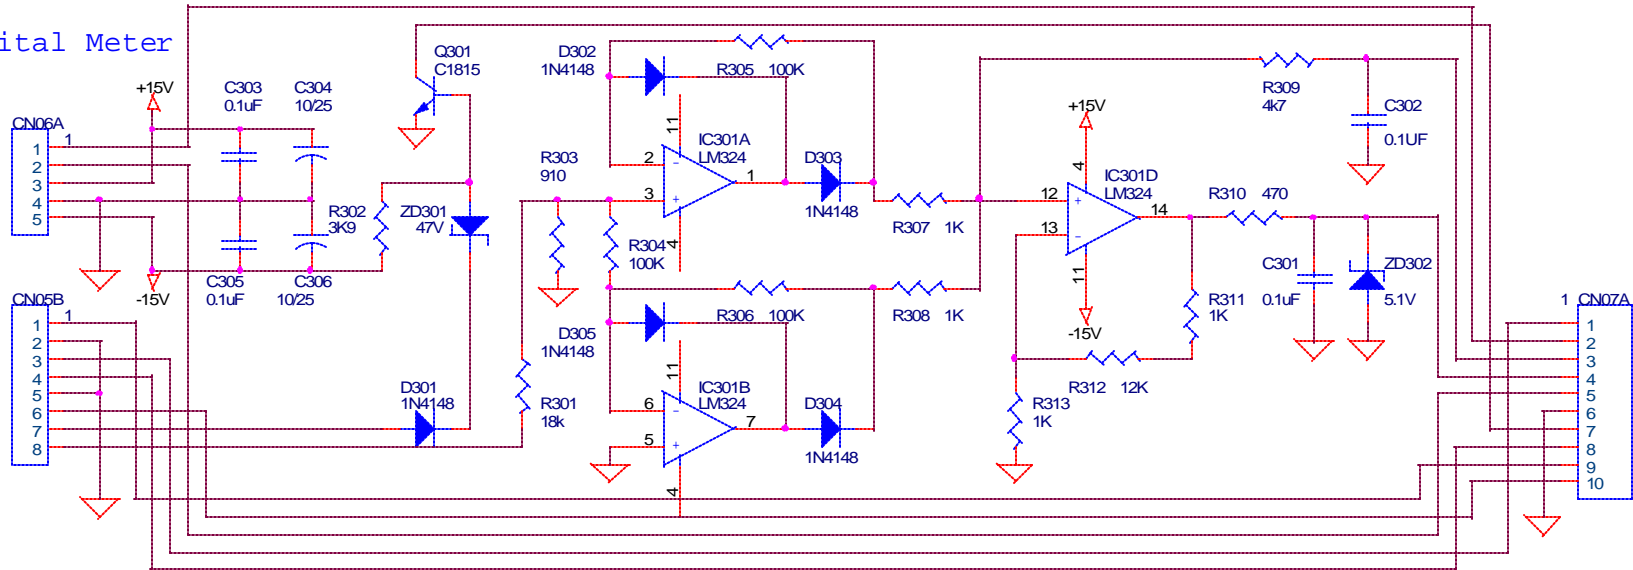 ital Meter
+15V
C303
0.1uF
C304
10/25
Q301
C1815
D302
1N4148
R305 100K
R309
4k7
C302
0.1UF
CN06A
1
1
2
3
4
5
11
IC301A
LM324
2
3
1
4
R303
910
D303
1N4148
+15V
4
IC301D
LM324
12
13
14
11
-15V
R310 470
R302
3K9
ZD301
47V
R304
100K
R307 1K
C305
0.1uF
C306
10/25
-15V
C301
0.1uF
ZD302
5.1V
R311
1K
R306 100K
R308 1K
D305
1N4148
CN05B
1
1
2
3
4
5
6
7
8
D301
1N4148
R301
18k
11
IC301B
LM324
6
5
7
4
D304
1N4148
R312 12K
R313
1K
1 CN07A
1
2
3
4
5
6
7
8
9
10